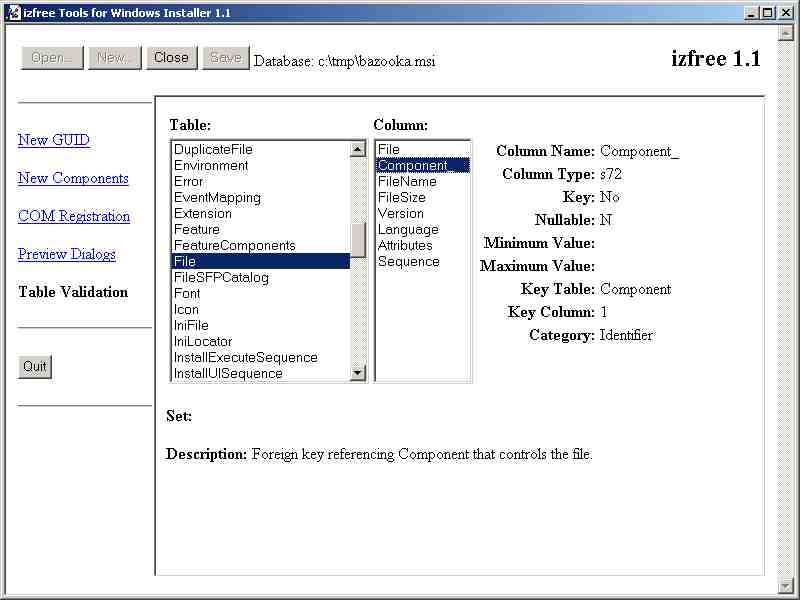 izfree Tools for Windows Installer 1.1
Open... New... Close Save Database: c:\tmp\bazooka.msi izfree 1.1
New GUID
New Components
COM Registration
Preview Dialogs
Table Validation
Quit
Table:
DuplicateFile
Environment
Error
EventMapping
Extension
Feature
FeatureComponents
File
FileSFPCatalog
Font
Icon
IniFile
IniLocator
InstallExecuteSequence
InstallUISequence
Column:
File
Component_
FileName
FileSize
Version
Language
Attributes
Sequence
Column Name: Component_
Column Type: s72
Key: No
Nullable: N
Minimum Value:
Maximum Value:
Key Table: Component
Key Column: 1
Category: Identifier
Set:
Description: Foreign key referencing Component that controls the file.